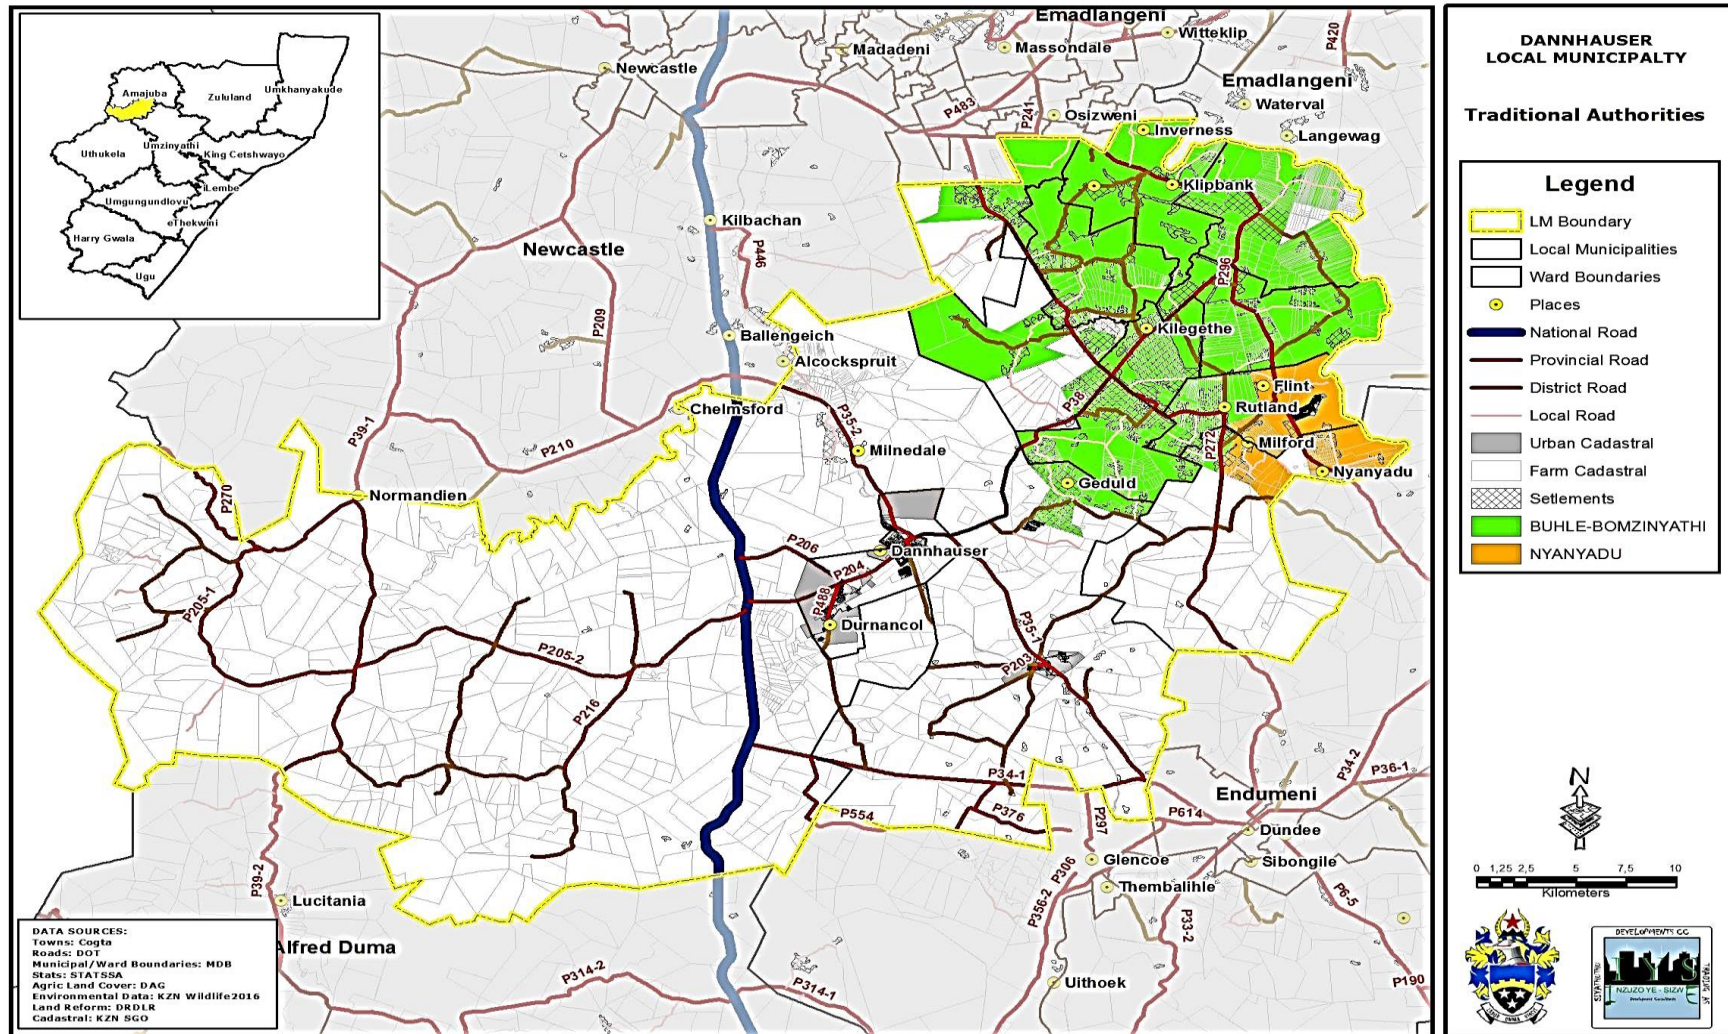 Amajuba
Zululand
Umkhanyakude
Uthukela
Umzinyathi
King Cetshwayo
iLembe
Umgungundlovu
eThekwini
Harry Gwala
Ugu
Emadlangeni
Madadeni
Massondale
Witteklip
P420
Newcastle
Emadlangeni
Waterval
P483
P241
Osizweni
Inverness
Langewag
Klipbank
Kilbachan
Newcastle
P446
P296
P209
Ballengeich
Kilegethe
Alcockspruit
Flint
Chelmsford
P38
Rutland
P39-1
P35-2
P210
Milnedale
P272
Milford
Nyanyadu
Geduld
P270
Normandien
P206
Dannhauser
P204
P205-1
P488
Durnancol
P35-1
P205-2
P203
P216
P34-1
P34-2
P36-1
Endumeni
P554
P376
P297
P614
Dundee
Glencoe
Sibongile
P306
Thembalihle
P39-2
Lucitania
P356-2
P6-5
P33-2
Alfred Duma
P314-2
P314-1
Uithoek
P190
DATA SOURCES:
Towns: Cogta
Roads: DOT
Municipal/Ward Boundaries: MDB
Stats: STATSSA
Agric Land Cover: DAG
Environmental Data: KZN Wildlife2016
Land Reform: DRDLR
Cadastral: KZN SGO
DANNHAUSER
LOCAL MUNICIPALTY
Traditional Authorities
Legend
LM Boundary
Local Municipalities
Ward Boundaries
Places
National Road
Provincial Road
District Road
Local Road
Urban Cadastral
Farm Cadastral
Setlements
BUHLE-BOMZINYATHI
NYANYADU
N
0 1,25 2,5 5 7,5 10
Kilometers
DEVELOPMENTS CC
SIYATHUTHU
TRADING AS
NZUZO YE - SIZWE